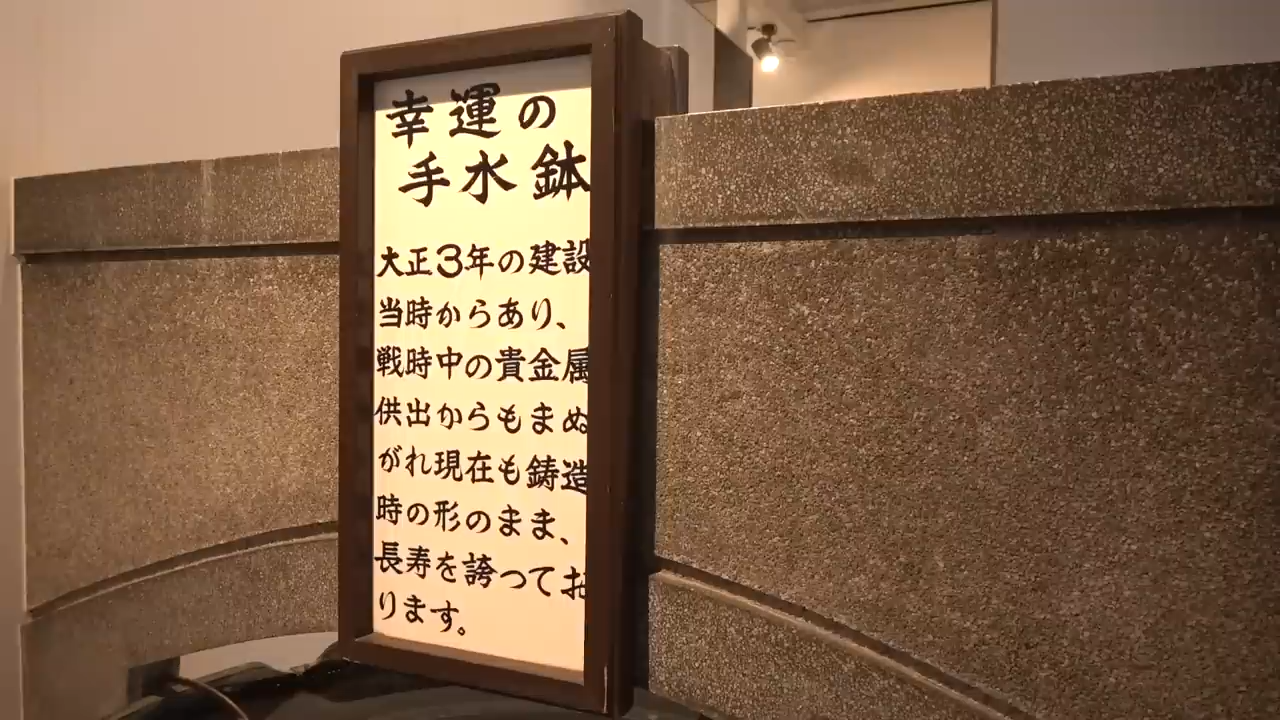 幸運の
手水鉢
大正3年の建設
当時からあり、
戦時中の貴金属
供出からもまぬ
がれ現在も鋳造
時の形のまま、
長寿を誇ってお
ります。